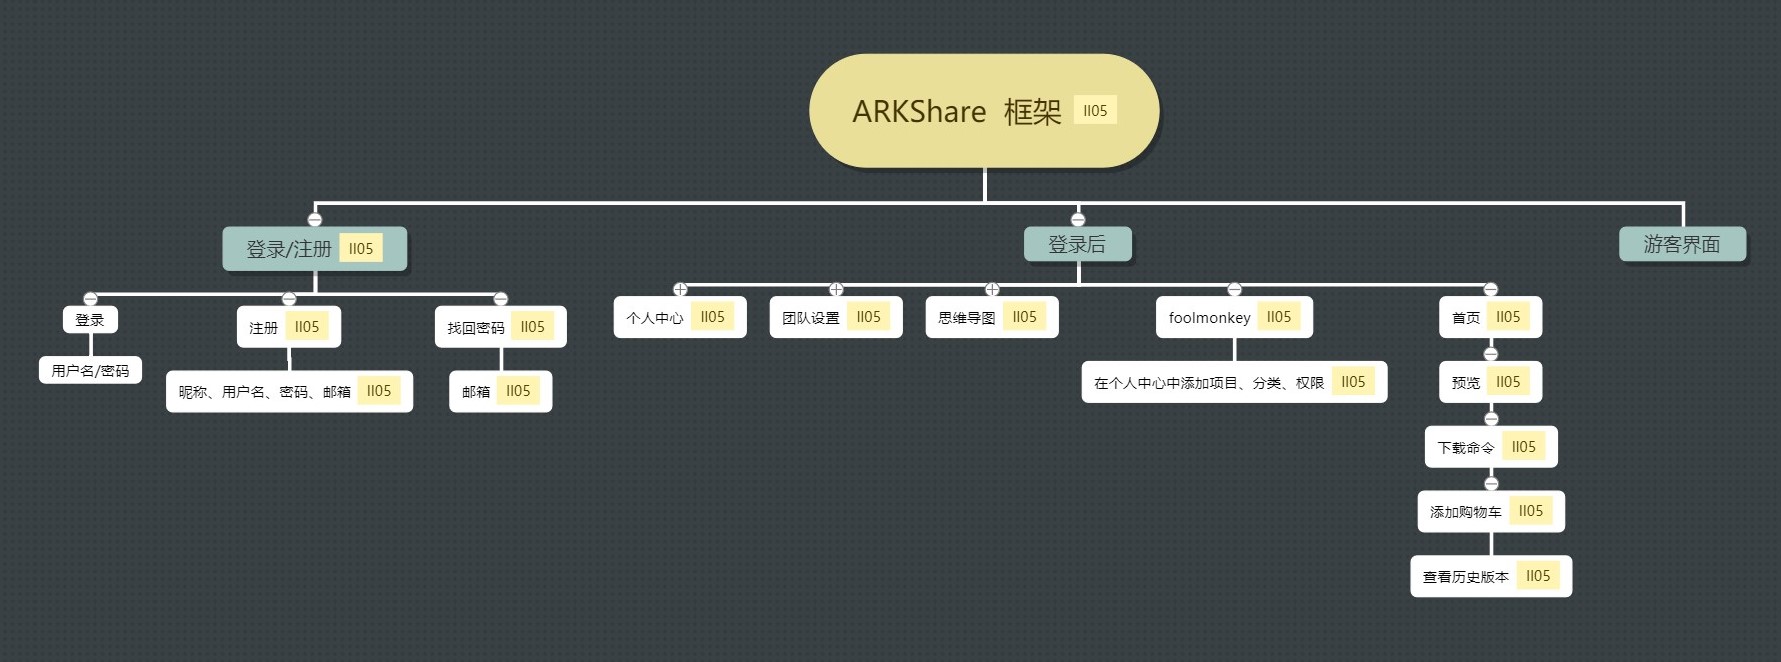 ARKShare 框架 II05
登录/注册 II05
登录后
游客界面
登录
注册 II05
找回密码 II05
个人中心 II05
团队设置 II05
思维导图 II05
foolmonkey II05
首页 II05
用户名/密码
昵称、用户名、密码、邮箱 II05
邮箱 II05
在个人中心中添加项目、分类、权限 II05
预览 II05
下载命令 II05
添加购物车 II05
查看历史版本 II05